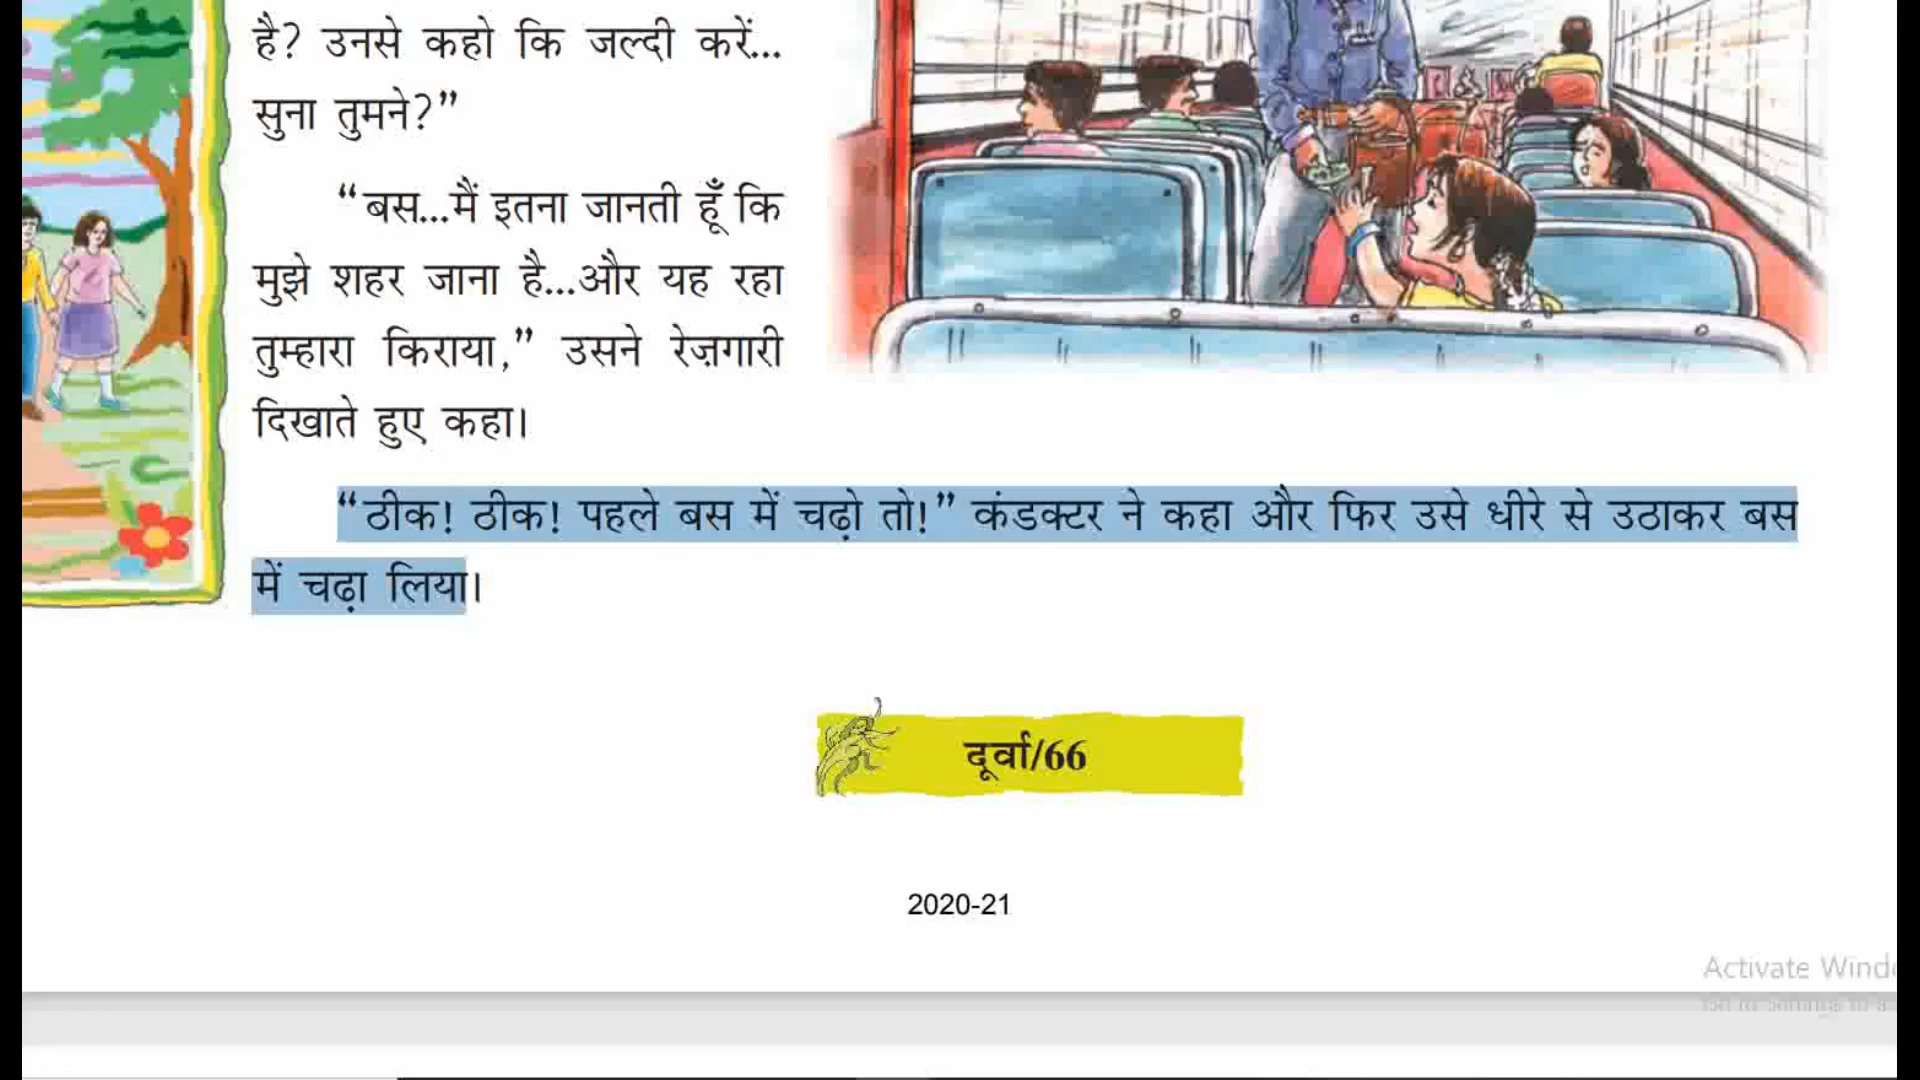 है? उनसे कहो कि जल्दी करें...
सुना तुमने?”
“बस...मैं इतना जानती हूँ कि
मुझे शहर जाना है...और यह रहा
तुम्हारा किराया,” उसने रेज़गारी
दिखाते हुए कहा।
“ठीक! ठीक! पहले बस में चढ़ो तो!” कंडक्टर ने कहा और फिर उसे धीरे से उठाकर बस
में चढ़ा लिया।
दूर्वा/66
2020-21
Activate Wind